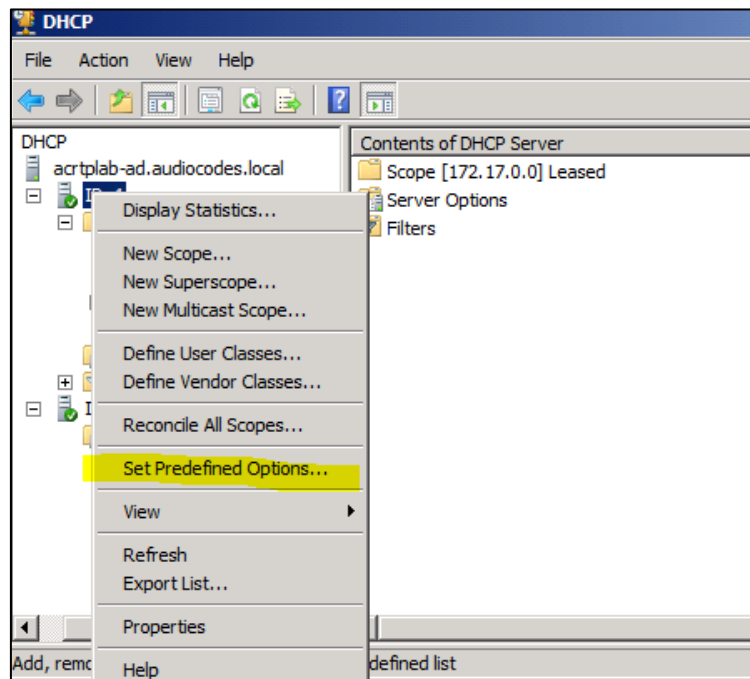 DHCP
File Action View Help
DHCP
acrtplab-ad.audiocodes.local
Contents of DHCP Server
Scope [172.17.0.0] Leased
Server Options
Filters
Display Statistics...
New Scope...
New Superscope...
New Multicast Scope...
Define User Classes...
Define Vendor Classes...
Reconcile All Scopes...
Set Predefined Options...
View
Refresh
Export List...
Properties
Help
Add, defined list